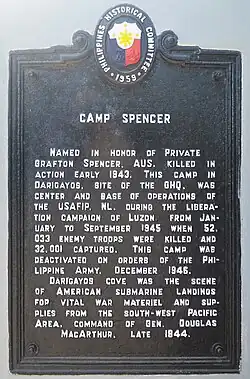 PHILIPPINES HISTORICAL COMMITTEE
1959
CAMP SPENCER
NAMED IN HONOR OF PRIVATE
GRAFTON SPENCER, AUS, KILLED IN
ACTION EARLY 1943. THIS CAMP IN
DARIGAYOS, SITE OF THE GHQ, WAS
CENTER AND BASE OF OPERATIONS OF
THE USAFIP, NL, DURING THE LIBERA-
TION CAMPAIGN OF LUZON, FROM JAN-
UARY TO SEPTEMBER 1945 WHEN 52,
033 ENEMY TROOPS WERE KILLED AND
32,001 CAPTURED. THIS CAMP WAS
DEACTIVATED ON ORDERS OF THE PHI-
LIPPINE ARMY, DECEMBER 1945.
DARIGAYOS COVE WAS THE SCENE
OF AMERICAN SUBMARINE LANDINGS
FOR VITAL WAR MATERIEL AND SUP-
PLIES FROM THE SOUTH-WEST PACIFIC
AREA, COMMAND OF GEN. DOUGLAS
MACARTHUR, LATE 1944.